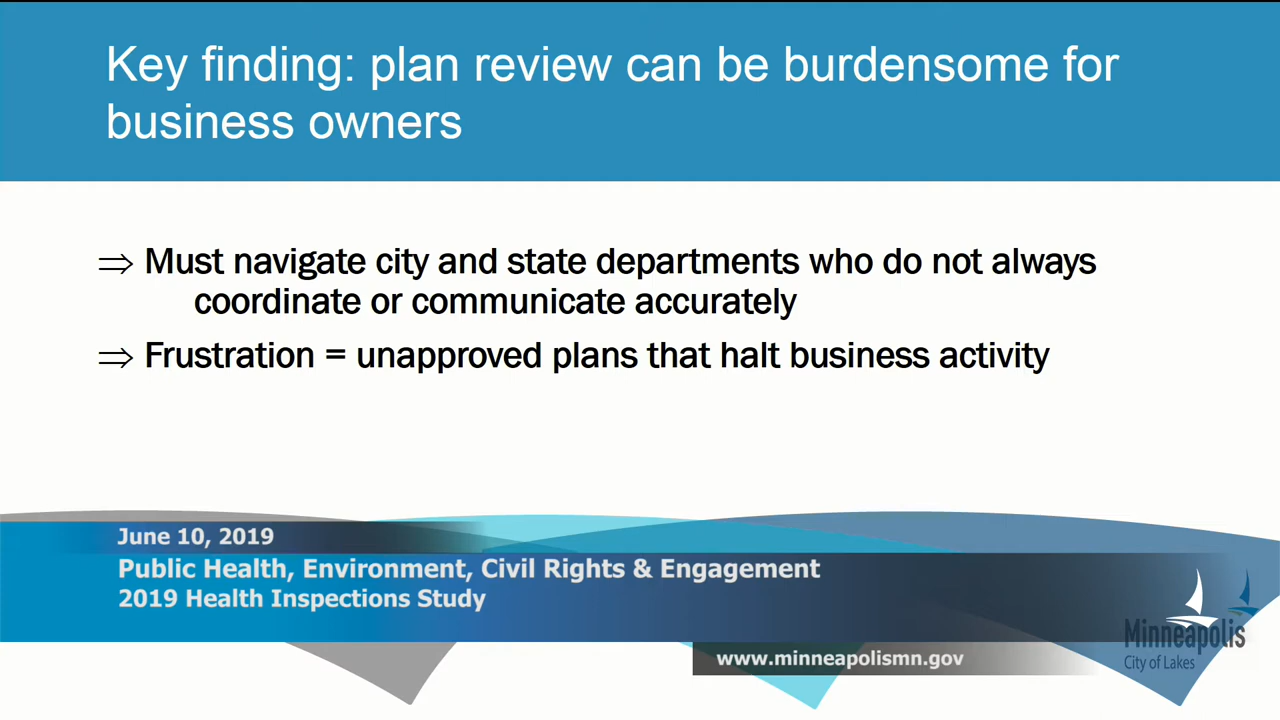 Key finding: plan review can be burdensome for
business owners
⇒ Must navigate city and state departments who do not always
coordinate or communicate accurately
⇒ Frustration = unapproved plans that halt business activity
June 10, 2019
Public Health, Environment, Civil Rights & Engagement
2019 Health Inspections Study
Minneapolis
City of Lakes
www.minneapolismn.gov